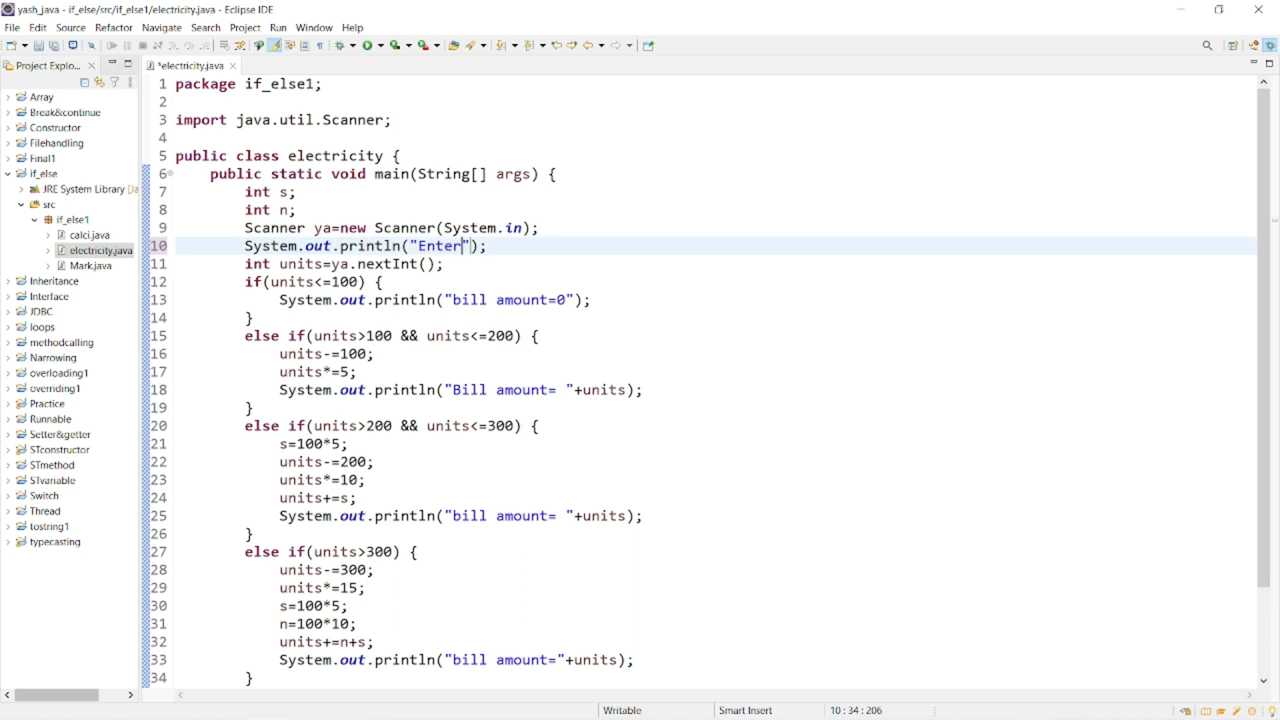 yash_java - if_else/src/if_else1/electricity.java - Eclipse IDE
File Edit Source Refactor Navigate Search Project Run Window Help
Project Explo...
*electricity.java
Array
Break&continue
Constructor
Filehandling
Final1
if_else
JRE System Library [Ja
src
if_else1
calci.java
electricity.java
Mark.java
Inheritance
Interface
JDBC
loops
methodcalling
Narrowing
overloading1
overriding1
Practice
Runnable
Setter&getter
STconstructor
STmethod
STvariable
Switch
Thread
tostring1
typecasting
1 package if_else1;
2
3 import java.util.Scanner;
4
5 public class electricity {
6 public static void main(String[] args) {
7 int s;
8 int n;
9 Scanner ya=new Scanner(System.in);
10 System.out.println("Enter");
11 int units=ya.nextInt();
12 if(units<=100) {
13 System.out.println("bill amount=0");
14 }
15 else if(units>100 && units<=200) {
16 units-=100;
17 units*=5;
18 System.out.println("Bill amount= "+units);
19 }
20 else if(units>200 && units<=300) {
21 s=100*5;
22 units-=200;
23 units*=10;
24 units+=s;
25 System.out.println("bill amount= "+units);
26 }
27 else if(units>300) {
28 units-=300;
29 units*=15;
30 s=100*5;
31 n=100*10;
32 units+=n+s;
33 System.out.println("bill amount="+units);
34 }
Writable Smart Insert 10 : 34 : 206